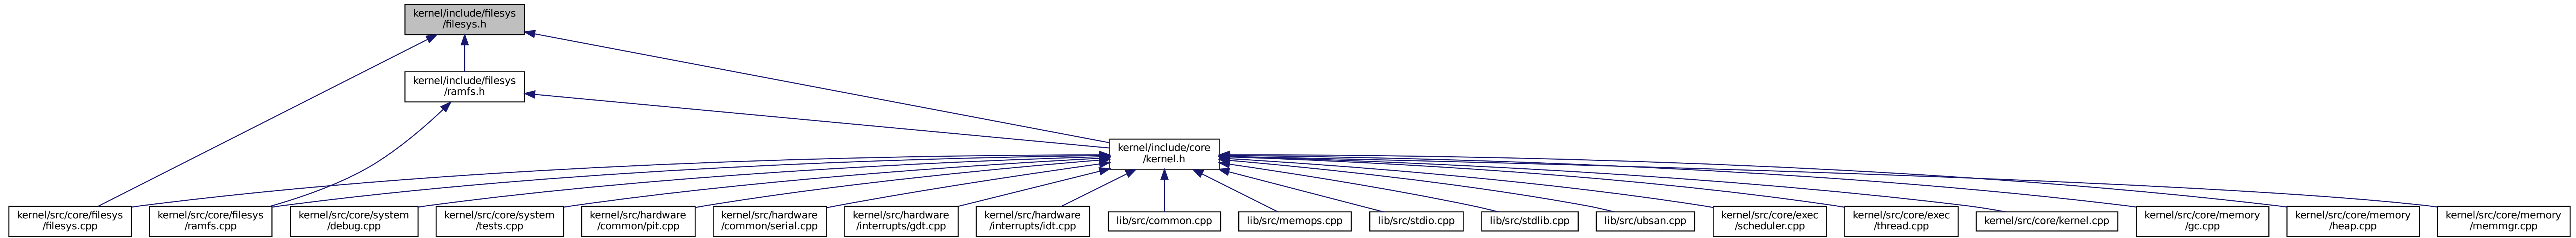 kernel/include/filesys
/filesys.h
kernel/include/filesys
/ramfs.h
kernel/include/core
/kernel.h
kernel/src/core/filesys
/filesys.cpp
kernel/src/core/filesys
/ramfs.cpp
kernel/src/core/system
/debug.cpp
kernel/src/core/system
/tests.cpp
kernel/src/hardware
/common/pit.cpp
kernel/src/hardware
/common/serial.cpp
kernel/src/hardware
/interrupts/gdt.cpp
kernel/src/hardware
/interrupts/idt.cpp
lib/src/common.cpp
lib/src/memops.cpp
lib/src/stdio.cpp
lib/src/stdlib.cpp
lib/src/ubsan.cpp
kernel/src/core/exec
/scheduler.cpp
kernel/src/core/exec
/thread.cpp
kernel/src/core/kernel.cpp
kernel/src/core/memory
/gc.cpp
kernel/src/core/memory
/heap.cpp
kernel/src/core/memory
/memmgr.cpp